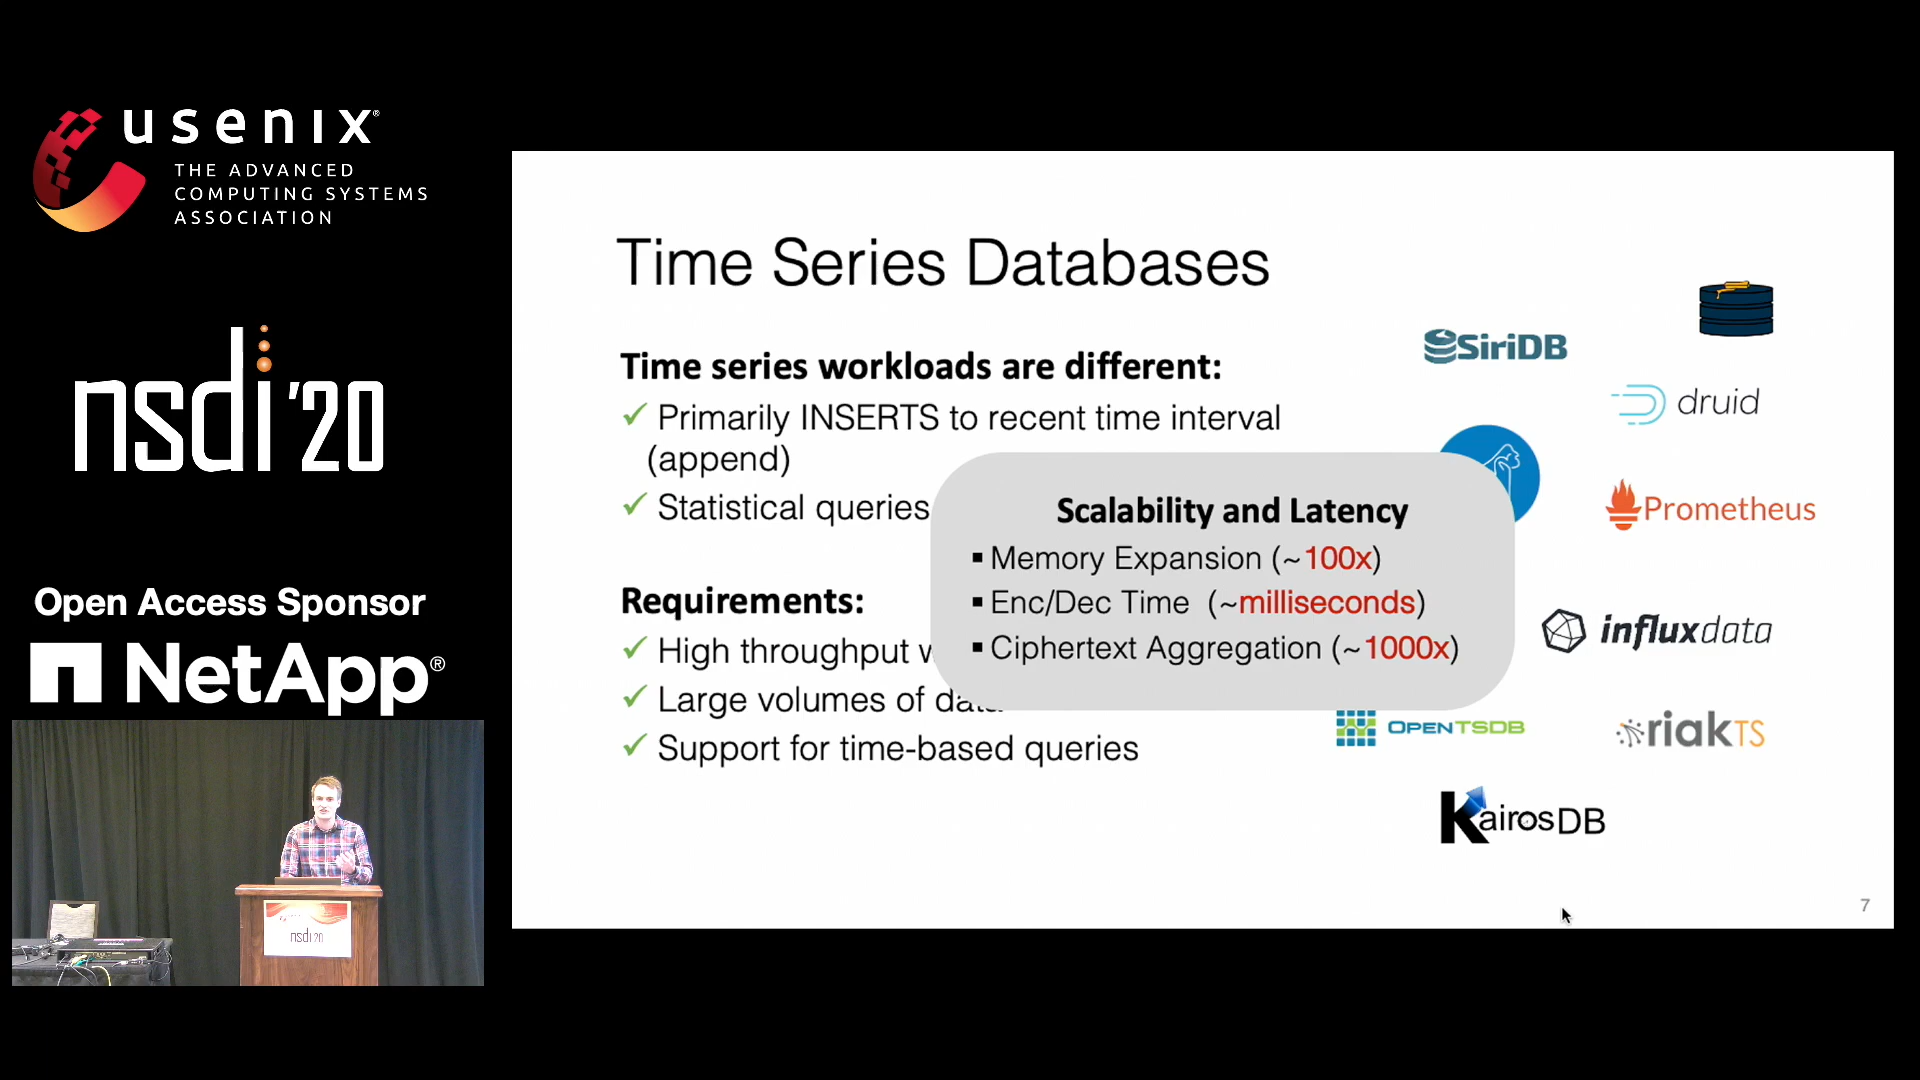 usenix®
THE ADVANCED
COMPUTING SYSTEMS
ASSOCIATION
nsdi '20
Open Access Sponsor
NetApp®
nsdi '20
Time Series Databases
Time series workloads are different:
✓ Primarily INSERTS to recent time interval
(append)
✓ Statistical queries
Requirements:
✓ High throughput w
✓ Large volumes of data
✓ Support for time-based queries
Scalability and Latency
▪ Memory Expansion (~100x)
▪ Enc/Dec Time (~milliseconds)
▪ Ciphertext Aggregation (~1000x)
SiriDB
druid
Prometheus
influxdata
OPENTSDB
riakTS
KairosDB
7